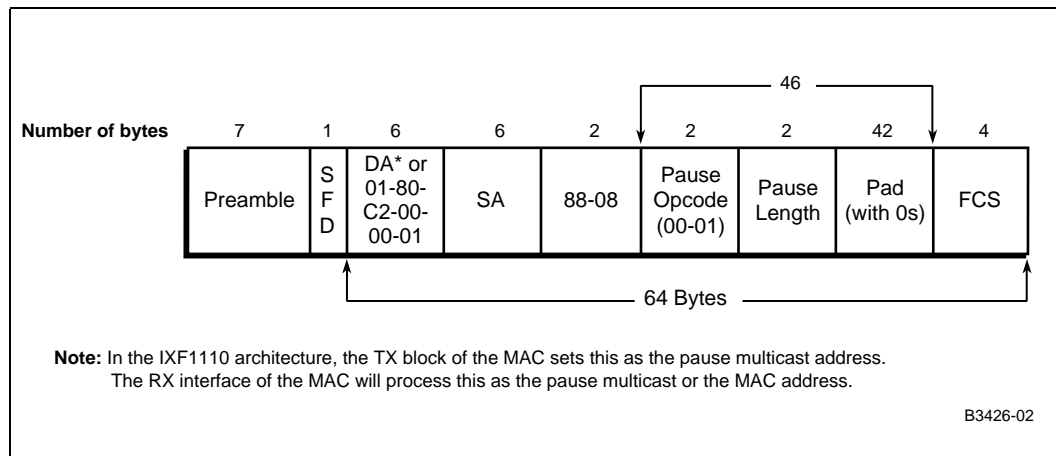 46
Number of bytes 7 1 6 6 2 2 2 42 4
Preamble
S
F
D
DA* or
01-80-
C2-00-
00-01
SA
88-08
Pause
Opcode
(00-01)
Pause
Length
Pad
(with 0s)
FCS
64 Bytes
Note: In the IXF1110 architecture, the TX block of the MAC sets this as the pause multicast address.
The RX interface of the MAC will process this as the pause multicast or the MAC address.
B3426-02